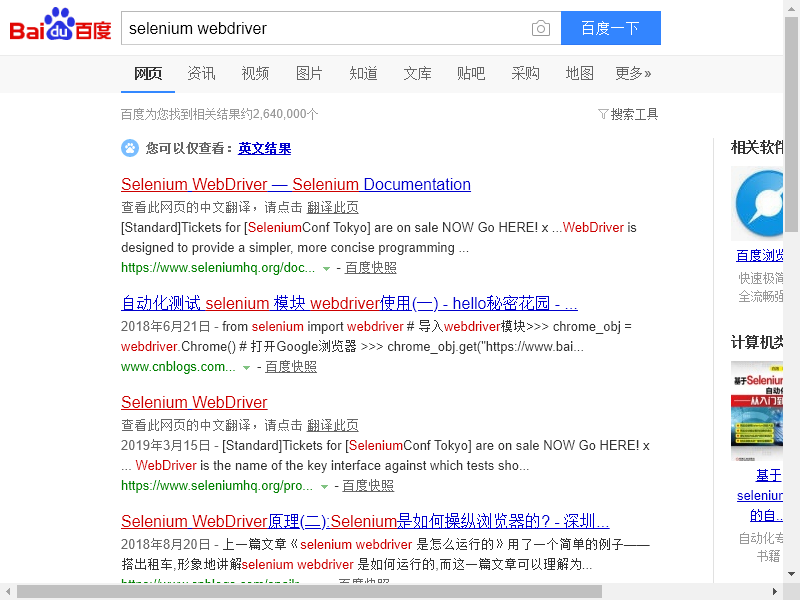 Bai du 百度 selenium webdriver 百度一下
网页 资讯 视频 图片 知道 文库 贴吧 采购 地图 更多»
百度为您找到相关结果约2,640,000个 搜索工具
您可以仅查看：英文结果
Selenium WebDriver — Selenium Documentation
查看此网页的中文翻译，请点击 翻译此页
[Standard]Tickets for [SeleniumConf Tokyo] are on sale NOW Go HERE! x ...WebDriver is
designed to provide a simpler, more concise programming ...
https://www.seleniumhq.org/doc... - 百度快照
自动化测试 selenium 模块 webdriver使用(一) - hello秘密花园 - ...
2018年6月21日 - from selenium import webdriver # 导入webdriver模块>>> chrome_obj =
webdriver.Chrome() # 打开Google浏览器 >>> chrome_obj.get("https://www.bai...
www.cnblogs.com... - 百度快照
Selenium WebDriver
查看此网页的中文翻译，请点击 翻译此页
2019年3月15日 - [Standard]Tickets for [SeleniumConf Tokyo] are on sale NOW Go HERE! x
... WebDriver is the name of the key interface against which tests sho...
https://www.seleniumhq.org/pro... - 百度快照
Selenium WebDriver原理(二):Selenium是如何操纵浏览器的? - 深圳...
2018年8月20日 - 上一篇文章《selenium webdriver 是怎么运行的》用了一个简单的例子——
搭出租车,形象地讲解selenium webdriver 是如何运行的,而这一篇文章可以理解为...
相关软件
百度浏览
快速极简
全流畅强
计算机类
基于Selenium
自动化
从入门到
基于
selenium
的自...
自动化专
书籍